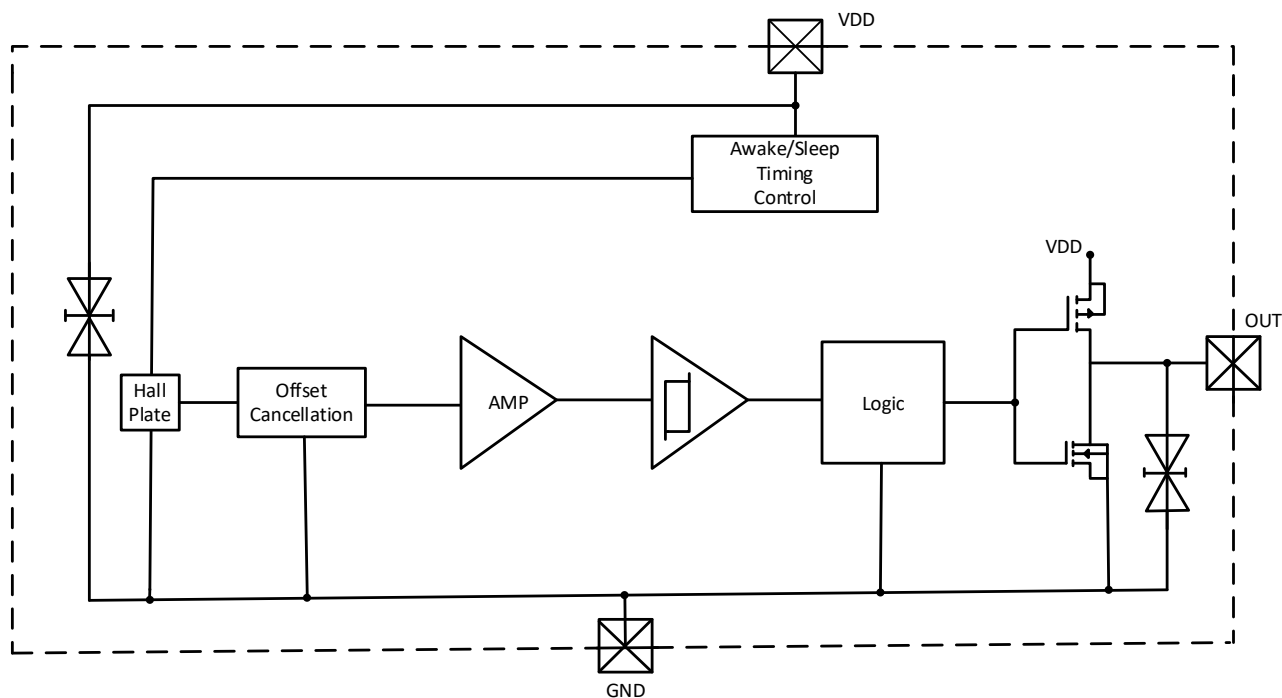 VDD
Awake/Sleep
Timing
Control
VDD
OUT
Hall
Plate
Offset
Cancellation
AMP
Logic
GND